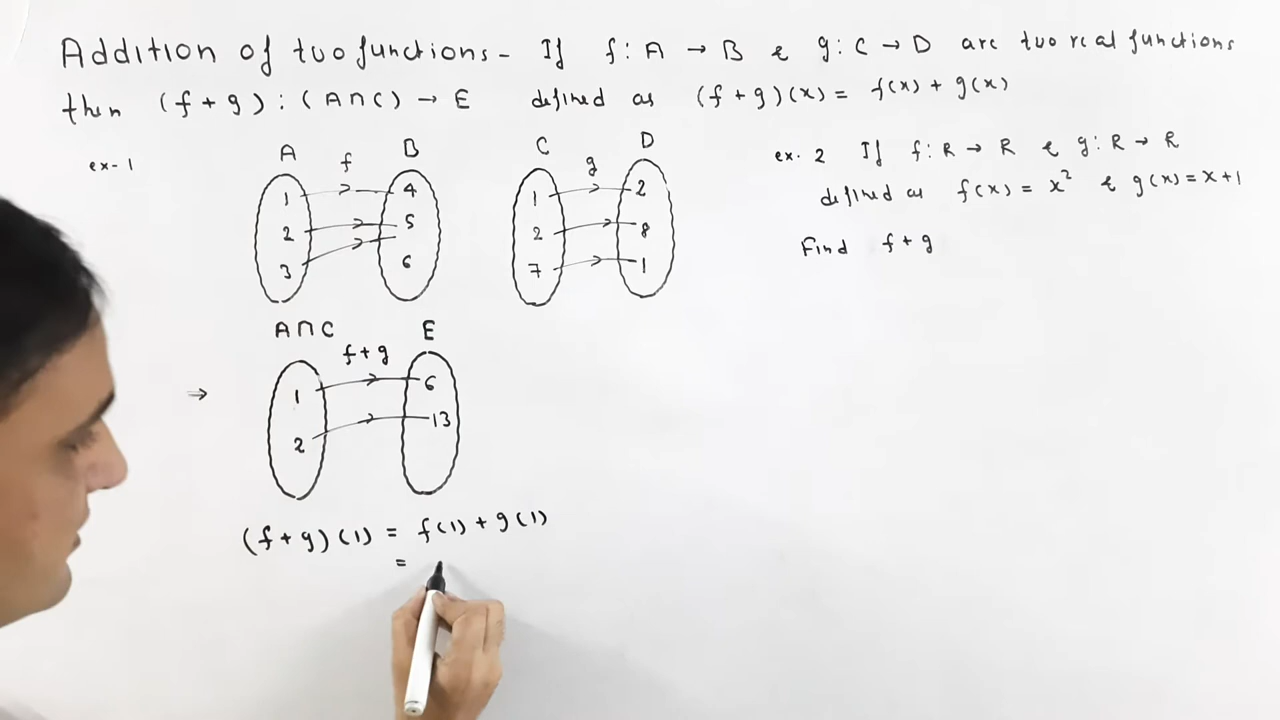 Addition of two functions - If f : A → B & g : C → D are two real functions
then (f + g) : (A ∩ C) → E defined as (f + g)(x) = f(x) + g(x)
ex-1
A f B
1 4
2 5
3 6
C g D
1 2
2 8
7 1
A ∩ C f + g E
→ 1 6
2 13
(f + g)(1) = f(1) + g(1)
=
ex. 2 If f : R → R & g : R → R
defined as f(x) = x² & g(x) = x + 1
Find f + g